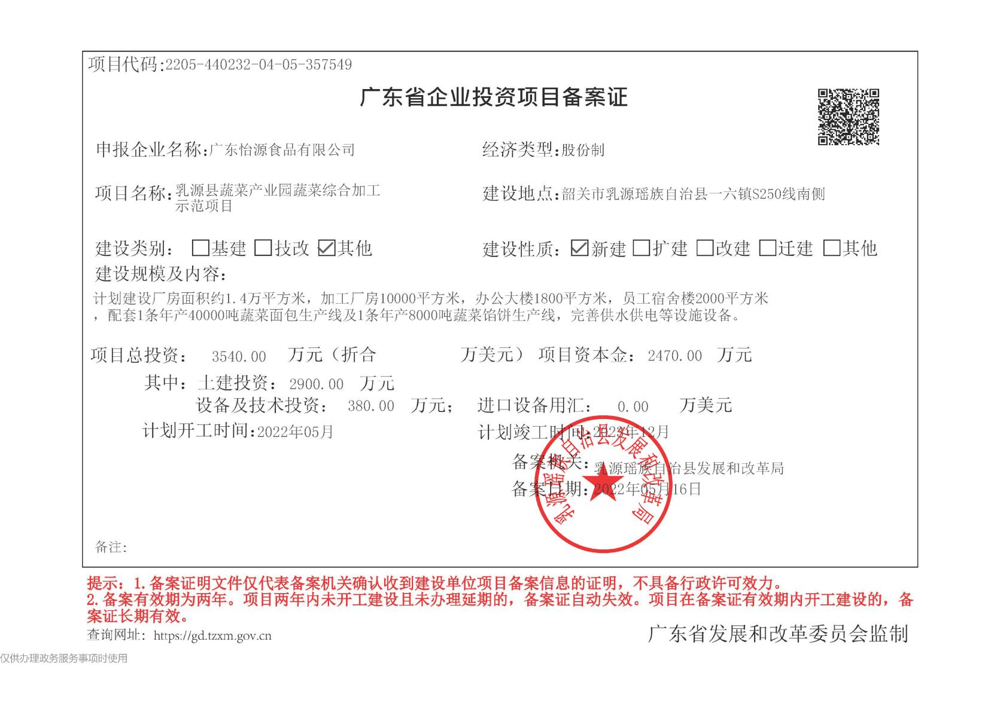 项目代码:2205-440232-04-05-357549
广东省企业投资项目备案证
申报企业名称:广东怡源食品有限公司
经济类型:股份制
项目名称:乳源县蔬菜产业园蔬菜综合加工
示范项目
建设地点:韶关市乳源瑶族自治县一六镇S250线南侧
建设类别: □基建 □技改 ☑其他
建设性质: ☑新建 □扩建 □改建 □迁建 □其他
建设规模及内容:
计划建设厂房面积约1.4万平方米，加工厂房10000平方米，办公大楼1800平方米，员工宿舍楼2000平方米
，配套1条年产40000吨蔬菜面包生产线及1条年产8000吨蔬菜馅饼生产线，完善供水供电等设施设备。
项目总投资: 3540.00 万元（折合 万美元） 项目资本金: 2470.00 万元
其中: 土建投资: 2900.00 万元
设备及技术投资: 380.00 万元; 进口设备用汇: 0.00 万美元
计划开工时间:2022年05月
计划竣工时间:2023年12月
备案机关:乳源瑶族自治县发展和改革局
备案日期:2022年05月16日
乳源瑶族自治县发展和改革局
备注:
提示: 1.备案证明文件仅代表备案机关确认收到建设单位项目备案信息的证明，不具备行政许可效力。
2.备案有效期为两年。项目两年内未开工建设且未办理延期的，备案证自动失效。项目在备案证有效期内开工建设的，备
案证长期有效。
查询网址: https://gd.tzxm.gov.cn
广东省发展和改革委员会监制
仅供办理政务服务事项时使用